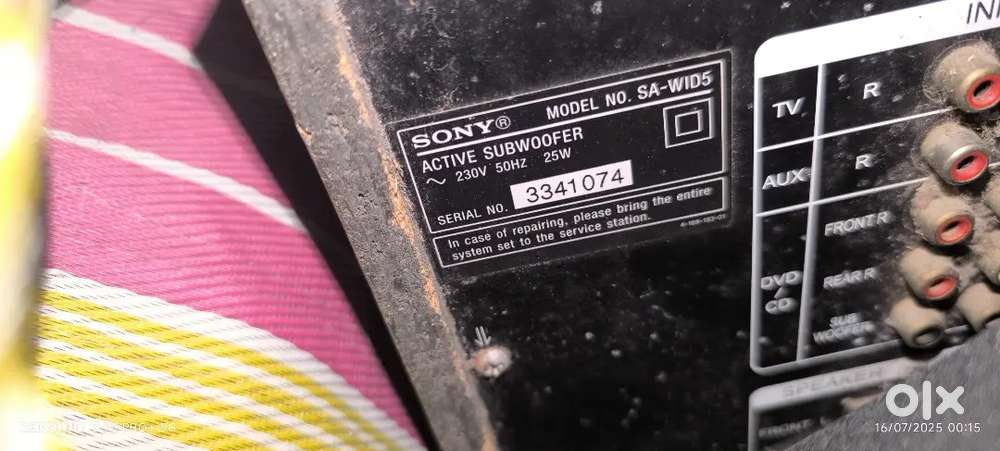 SONY®
MODEL NO. SA-WID5
ACTIVE SUBWOOFER
~ 230V 50HZ 25W
SERIAL NO. 3341074
In case of repairing, please bring the entire
system set to the service station.
TV R
AUX R
FRONT R
DVD REAR R
CD
SUB
WOOFER
SPEAKER
FRONT
olx
16/07/2025 00:15